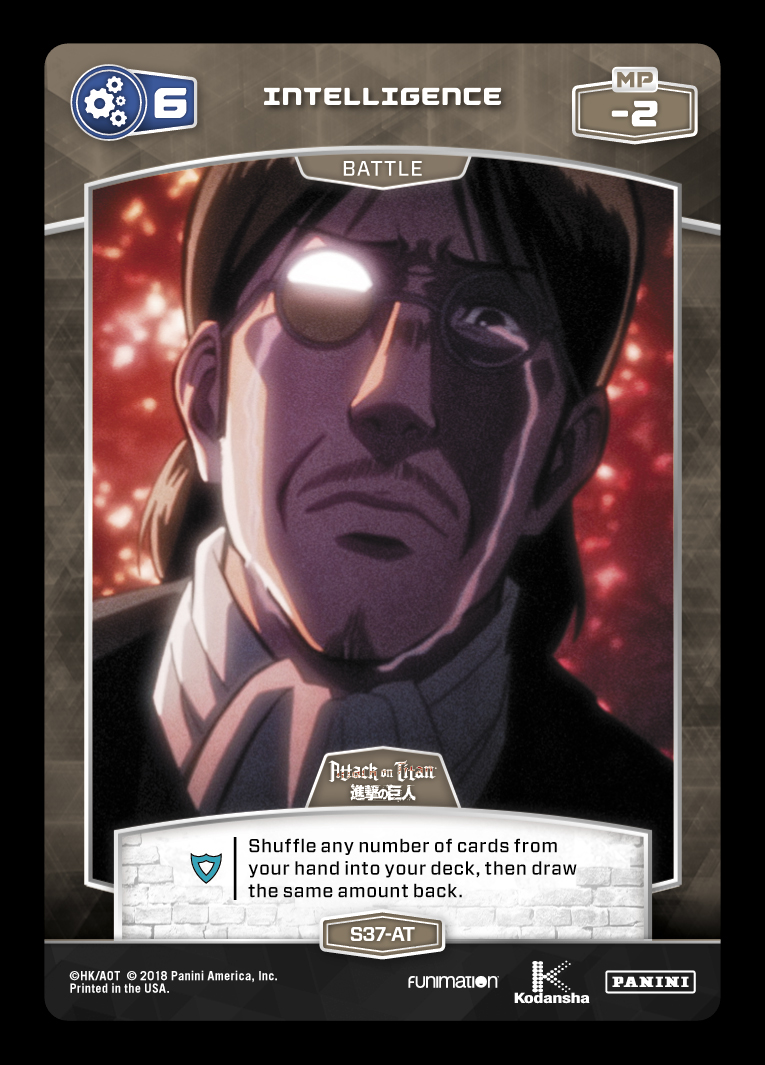 6
INTELLIGENCE
MP
-2
BATTLE
Attack on Titan
進撃の巨人
Shuffle any number of cards from
your hand into your deck, then draw
the same amount back.
S37-AT
©HK/AOT © 2018 Panini America, Inc.
Printed in the USA.
FUNIMATION
K
Kodansha
PANINI